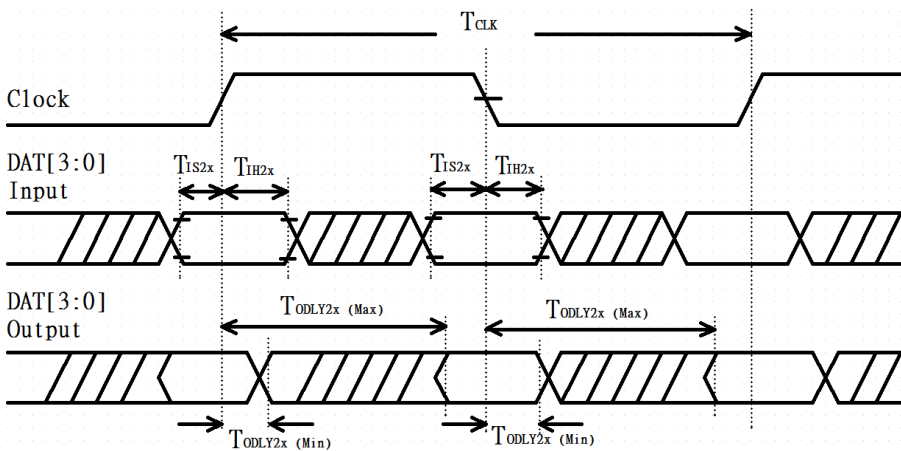 TCLK
Clock
DAT[3:0]
Input
TIS2x
TIH2x
TIS2x
TIH2x
DAT[3:0]
Output
TODLY2x (Max)
TODLY2x (Max)
TODLY2x (Min)
TODLY2x (Min)